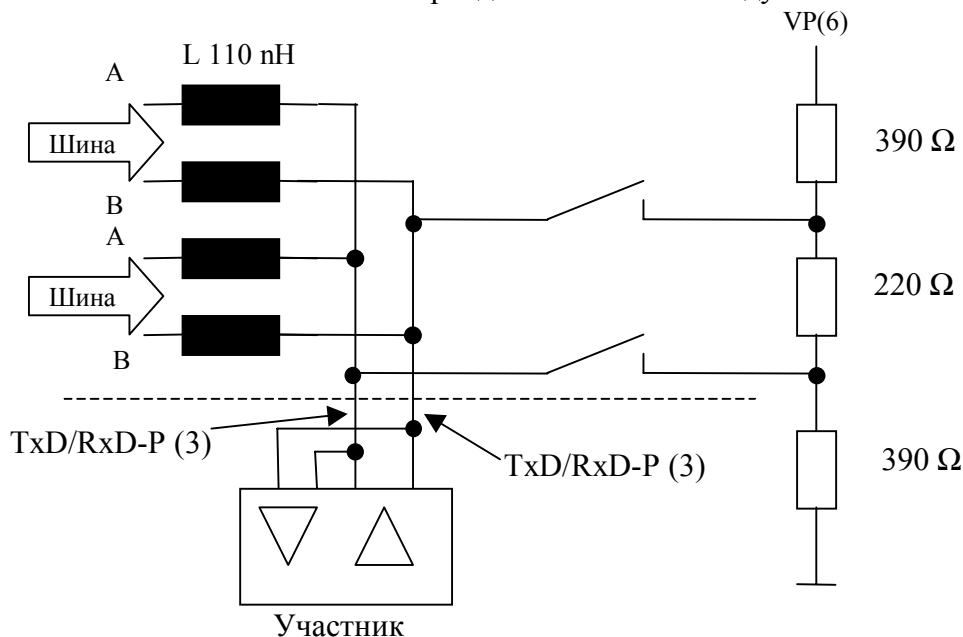 VP(6)
L 110 nH
A
Шина
B
A
Шина
B
390 Ω
220 Ω
390 Ω
TxD/RxD-P (3)
TxD/RxD-P (3)
Участник